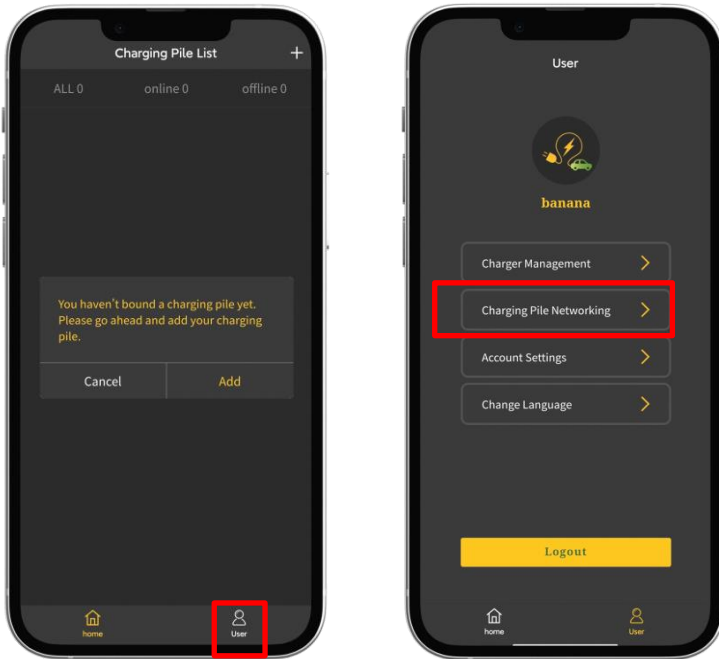 Charging Pile List +
ALL 0 online 0 offline 0
You haven't bound a charging pile yet.
Please go ahead and add your charging
pile.
Cancel Add
home User
User
banana
Charger Management
Charging Pile Networking
Account Settings
Change Language
Logout
home User